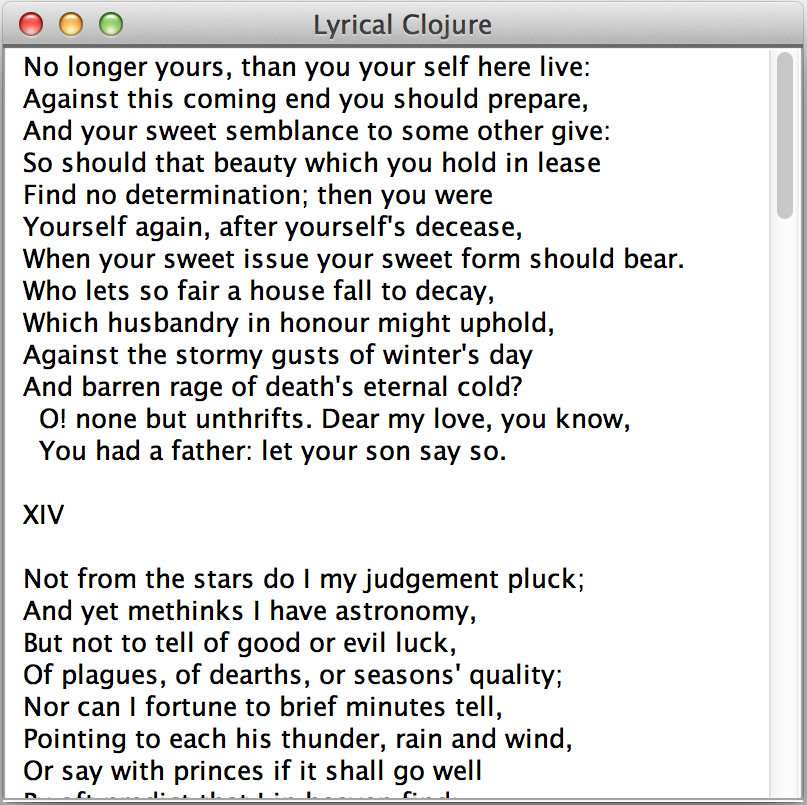 Lyrical Clojure
No longer yours, than you your self here live:
Against this coming end you should prepare,
And your sweet semblance to some other give:
So should that beauty which you hold in lease
Find no determination; then you were
Yourself again, after yourself's decease,
When your sweet issue your sweet form should bear.
Who lets so fair a house fall to decay,
Which husbandry in honour might uphold,
Against the stormy gusts of winter's day
And barren rage of death's eternal cold?
O! none but unthrifts. Dear my love, you know,
You had a father: let your son say so.
XIV
Not from the stars do I my judgement pluck;
And yet methinks I have astronomy,
But not to tell of good or evil luck,
Of plagues, of dearths, or seasons' quality;
Nor can I fortune to brief minutes tell,
Pointing to each his thunder, rain and wind,
Or say with princes if it shall go well
By oft predict that I in heaven find: